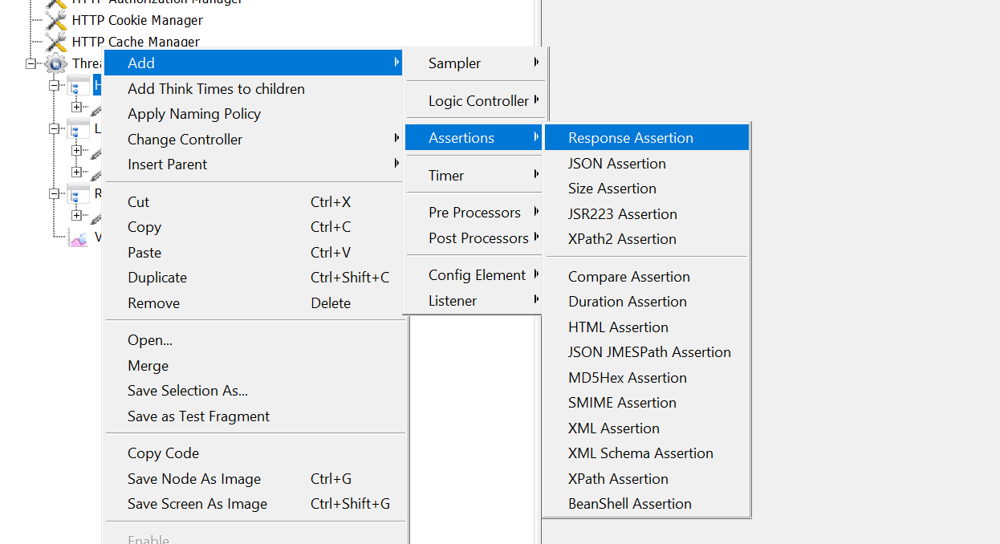 HTTP Authorization Manager
HTTP Cookie Manager
HTTP Cache Manager
Threa
H
L
R
V
Add
Add Think Times to children
Apply Naming Policy
Change Controller
Insert Parent
Cut Ctrl+X
Copy Ctrl+C
Paste Ctrl+V
Duplicate Ctrl+Shift+C
Remove Delete
Open...
Merge
Save Selection As...
Save as Test Fragment
Copy Code
Save Node As Image Ctrl+G
Save Screen As Image Ctrl+Shift+G
Enable
Sampler
Logic Controller
Assertions
Timer
Pre Processors
Post Processors
Config Element
Listener
Response Assertion
JSON Assertion
Size Assertion
JSR223 Assertion
XPath2 Assertion
Compare Assertion
Duration Assertion
HTML Assertion
JSON JMESPath Assertion
MD5Hex Assertion
SMIME Assertion
XML Assertion
XML Schema Assertion
XPath Assertion
BeanShell Assertion